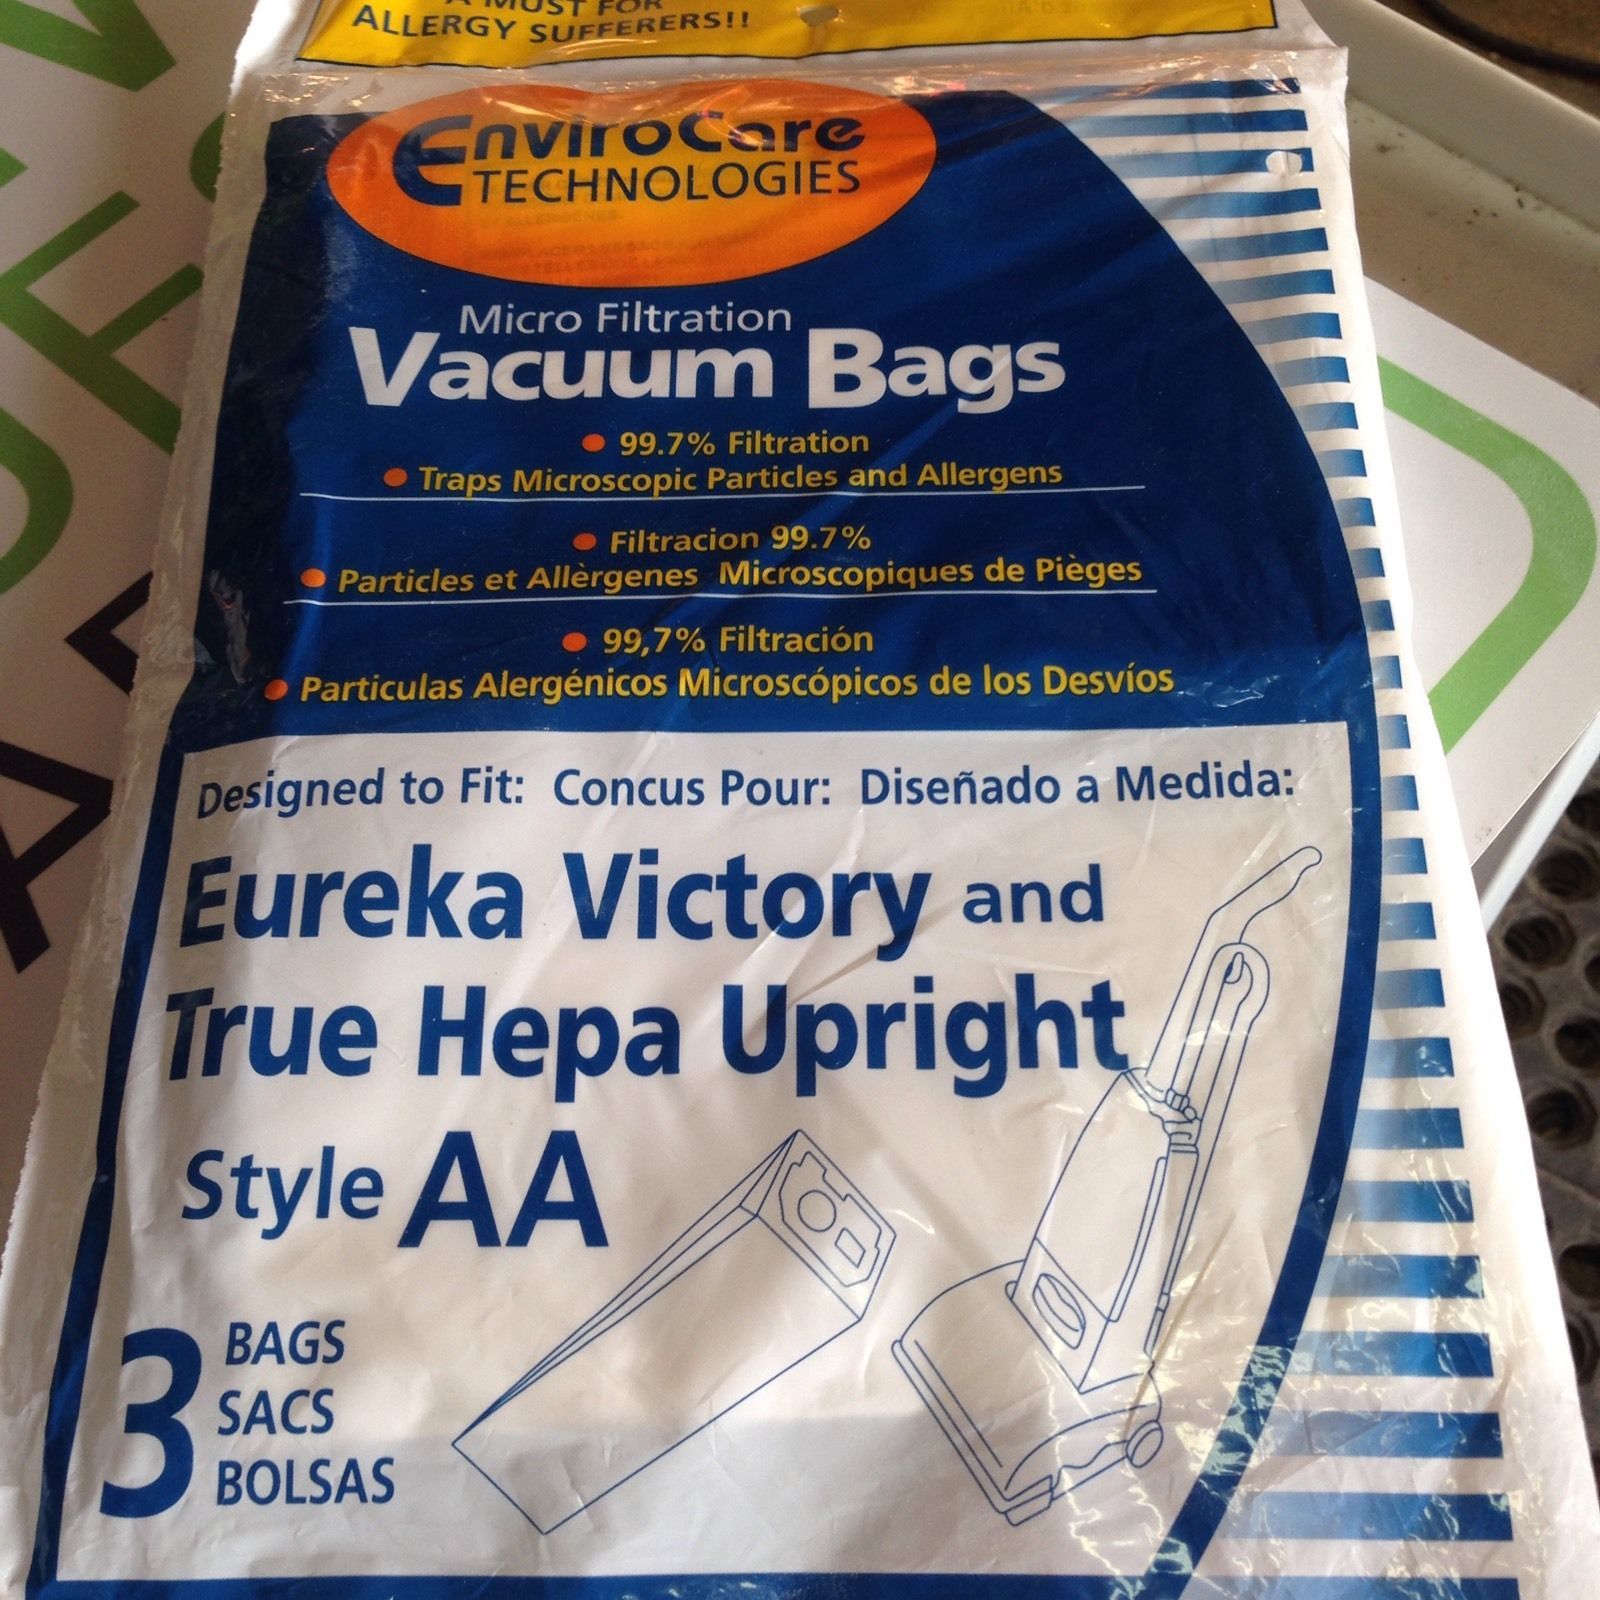 A MUST FOR
ALLERGY SUFFERERS!!
EnviroCare
TECHNOLOGIES
Micro Filtration
Vacuum Bags
• 99.7% Filtration
• Traps Microscopic Particles and Allergens
• Filtracion 99.7%
• Particles et Allèrgenes Microscopiques de Pièges
• 99,7% Filtración
• Particulas Alergénicos Microscópicos de los Desvíos
Designed to Fit: Concus Pour: Diseñado a Medida:
Eureka Victory and
True Hepa Upright
Style AA
3 BAGS
SACS
BOLSAS